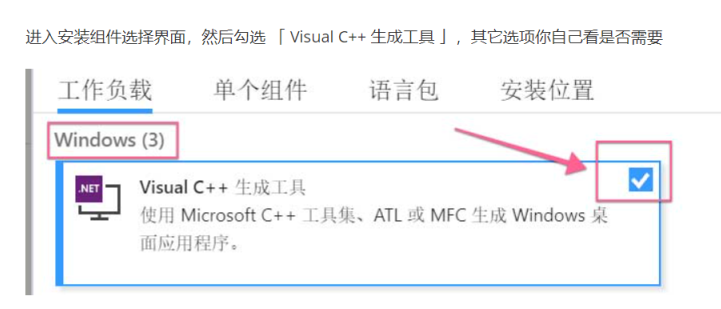 进入安装组件选择界面，然后勾选 「 Visual C++ 生成工具 」，其它选项你自己看是否需要
工作负载 单个组件 语言包 安装位置
Windows (3)
.NET
Visual C++ 生成工具
使用 Microsoft C++ 工具集、ATL 或 MFC 生成 Windows 桌
面应用程序。